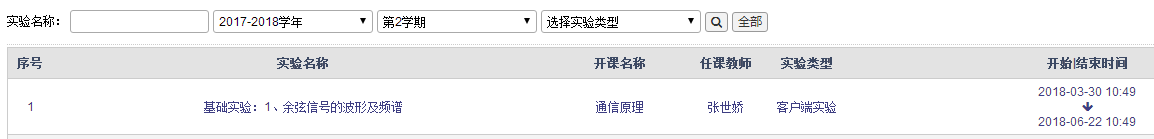 实验名称： 2017-2018学年 第2学期 选择实验类型 全部
序号 实验名称 开课名称 任课教师 实验类型 开始|结束时间
1 基础实验：1、余弦信号的波形及频谱 通信原理 张世娇 客户端实验 2018-03-30 10:49
2018-06-22 10:49